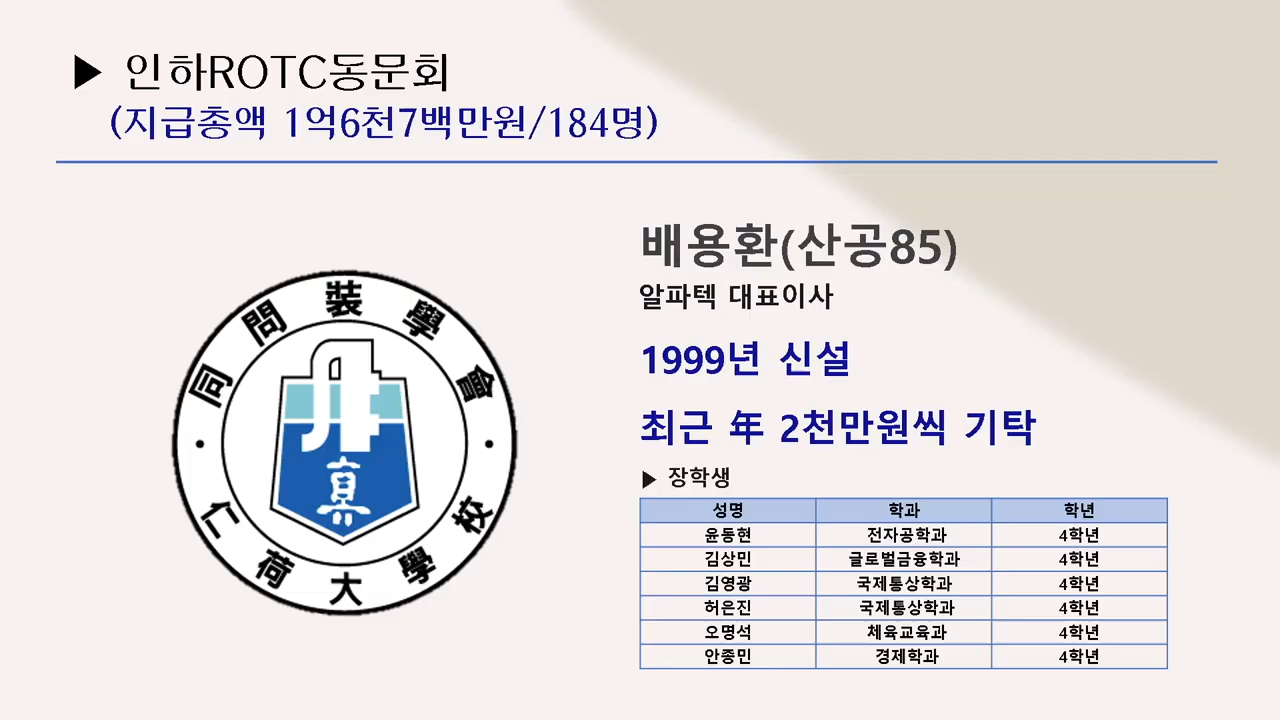 ▶ 인하ROTC동문회
(지급총액 1억6천7백만원/184명)
同問裝學會
仁荷大學校
眞
배용환(산공85)
알파텍 대표이사
1999년 신설
최근 年 2천만원씩 기탁
▶ 장학생
성명 학과 학년
윤동현 전자공학과 4학년
김상민 글로벌금융학과 4학년
김영광 국제통상학과 4학년
허은진 국제통상학과 4학년
오명석 체육교육과 4학년
안종민 경제학과 4학년